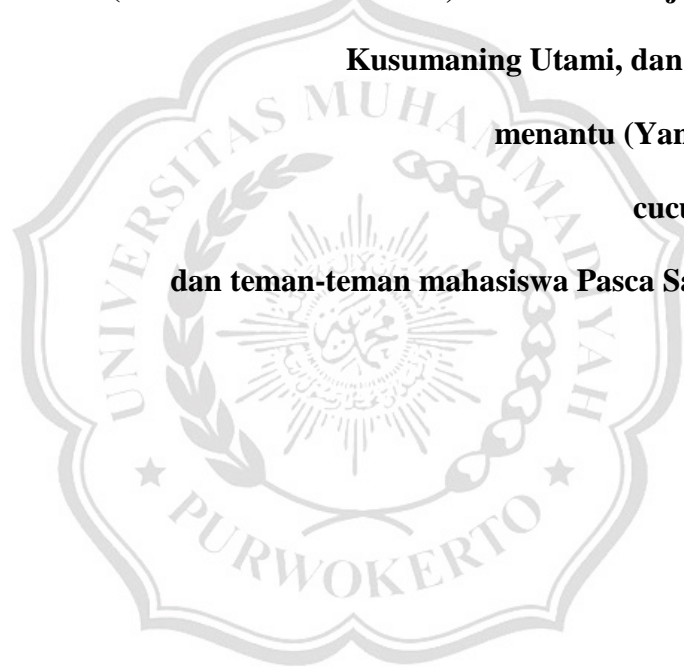 Kusumaning Utami, dan
menantu (Yan
cucu
dan teman-teman mahasiswa Pasca Sa
UNIVERSITAS MUHAMMADIYAH
PURWOKERTO